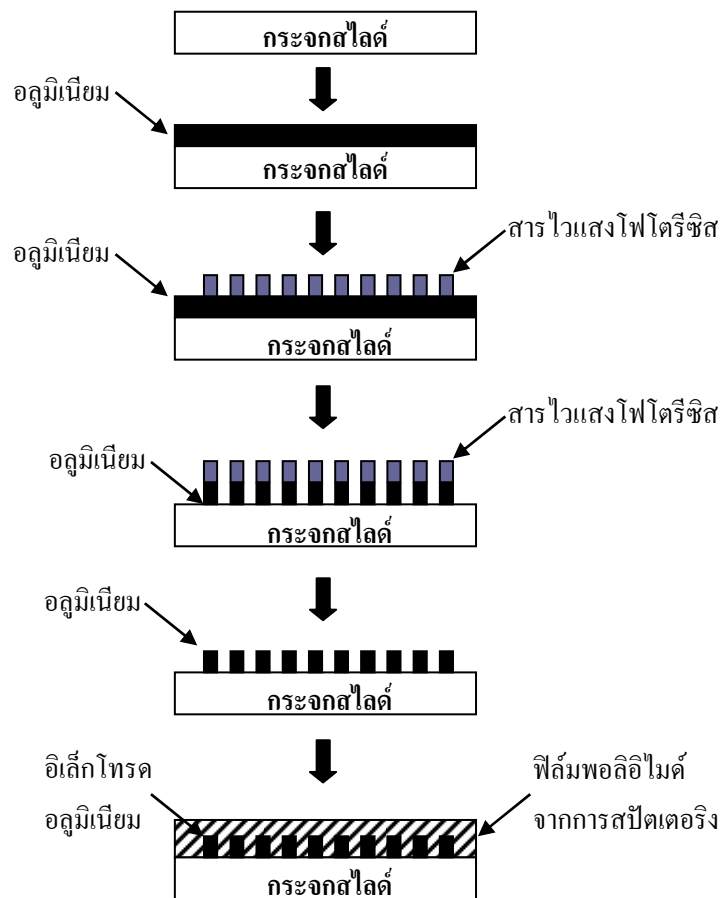 กระจกสไลด์
อลูมิเนียม
กระจกสไลด์
สารไวแสงโฟโตรีซิส
อลูมิเนียม
กระจกสไลด์
สารไวแสงโฟโตรีซิส
อลูมิเนียม
กระจกสไลด์
อลูมิเนียม
กระจกสไลด์
อิเล็กโทรด
อลูมิเนียม
ฟิล์มพอลิอิไมด์
จากการสปัตเตอริง
กระจกสไลด์